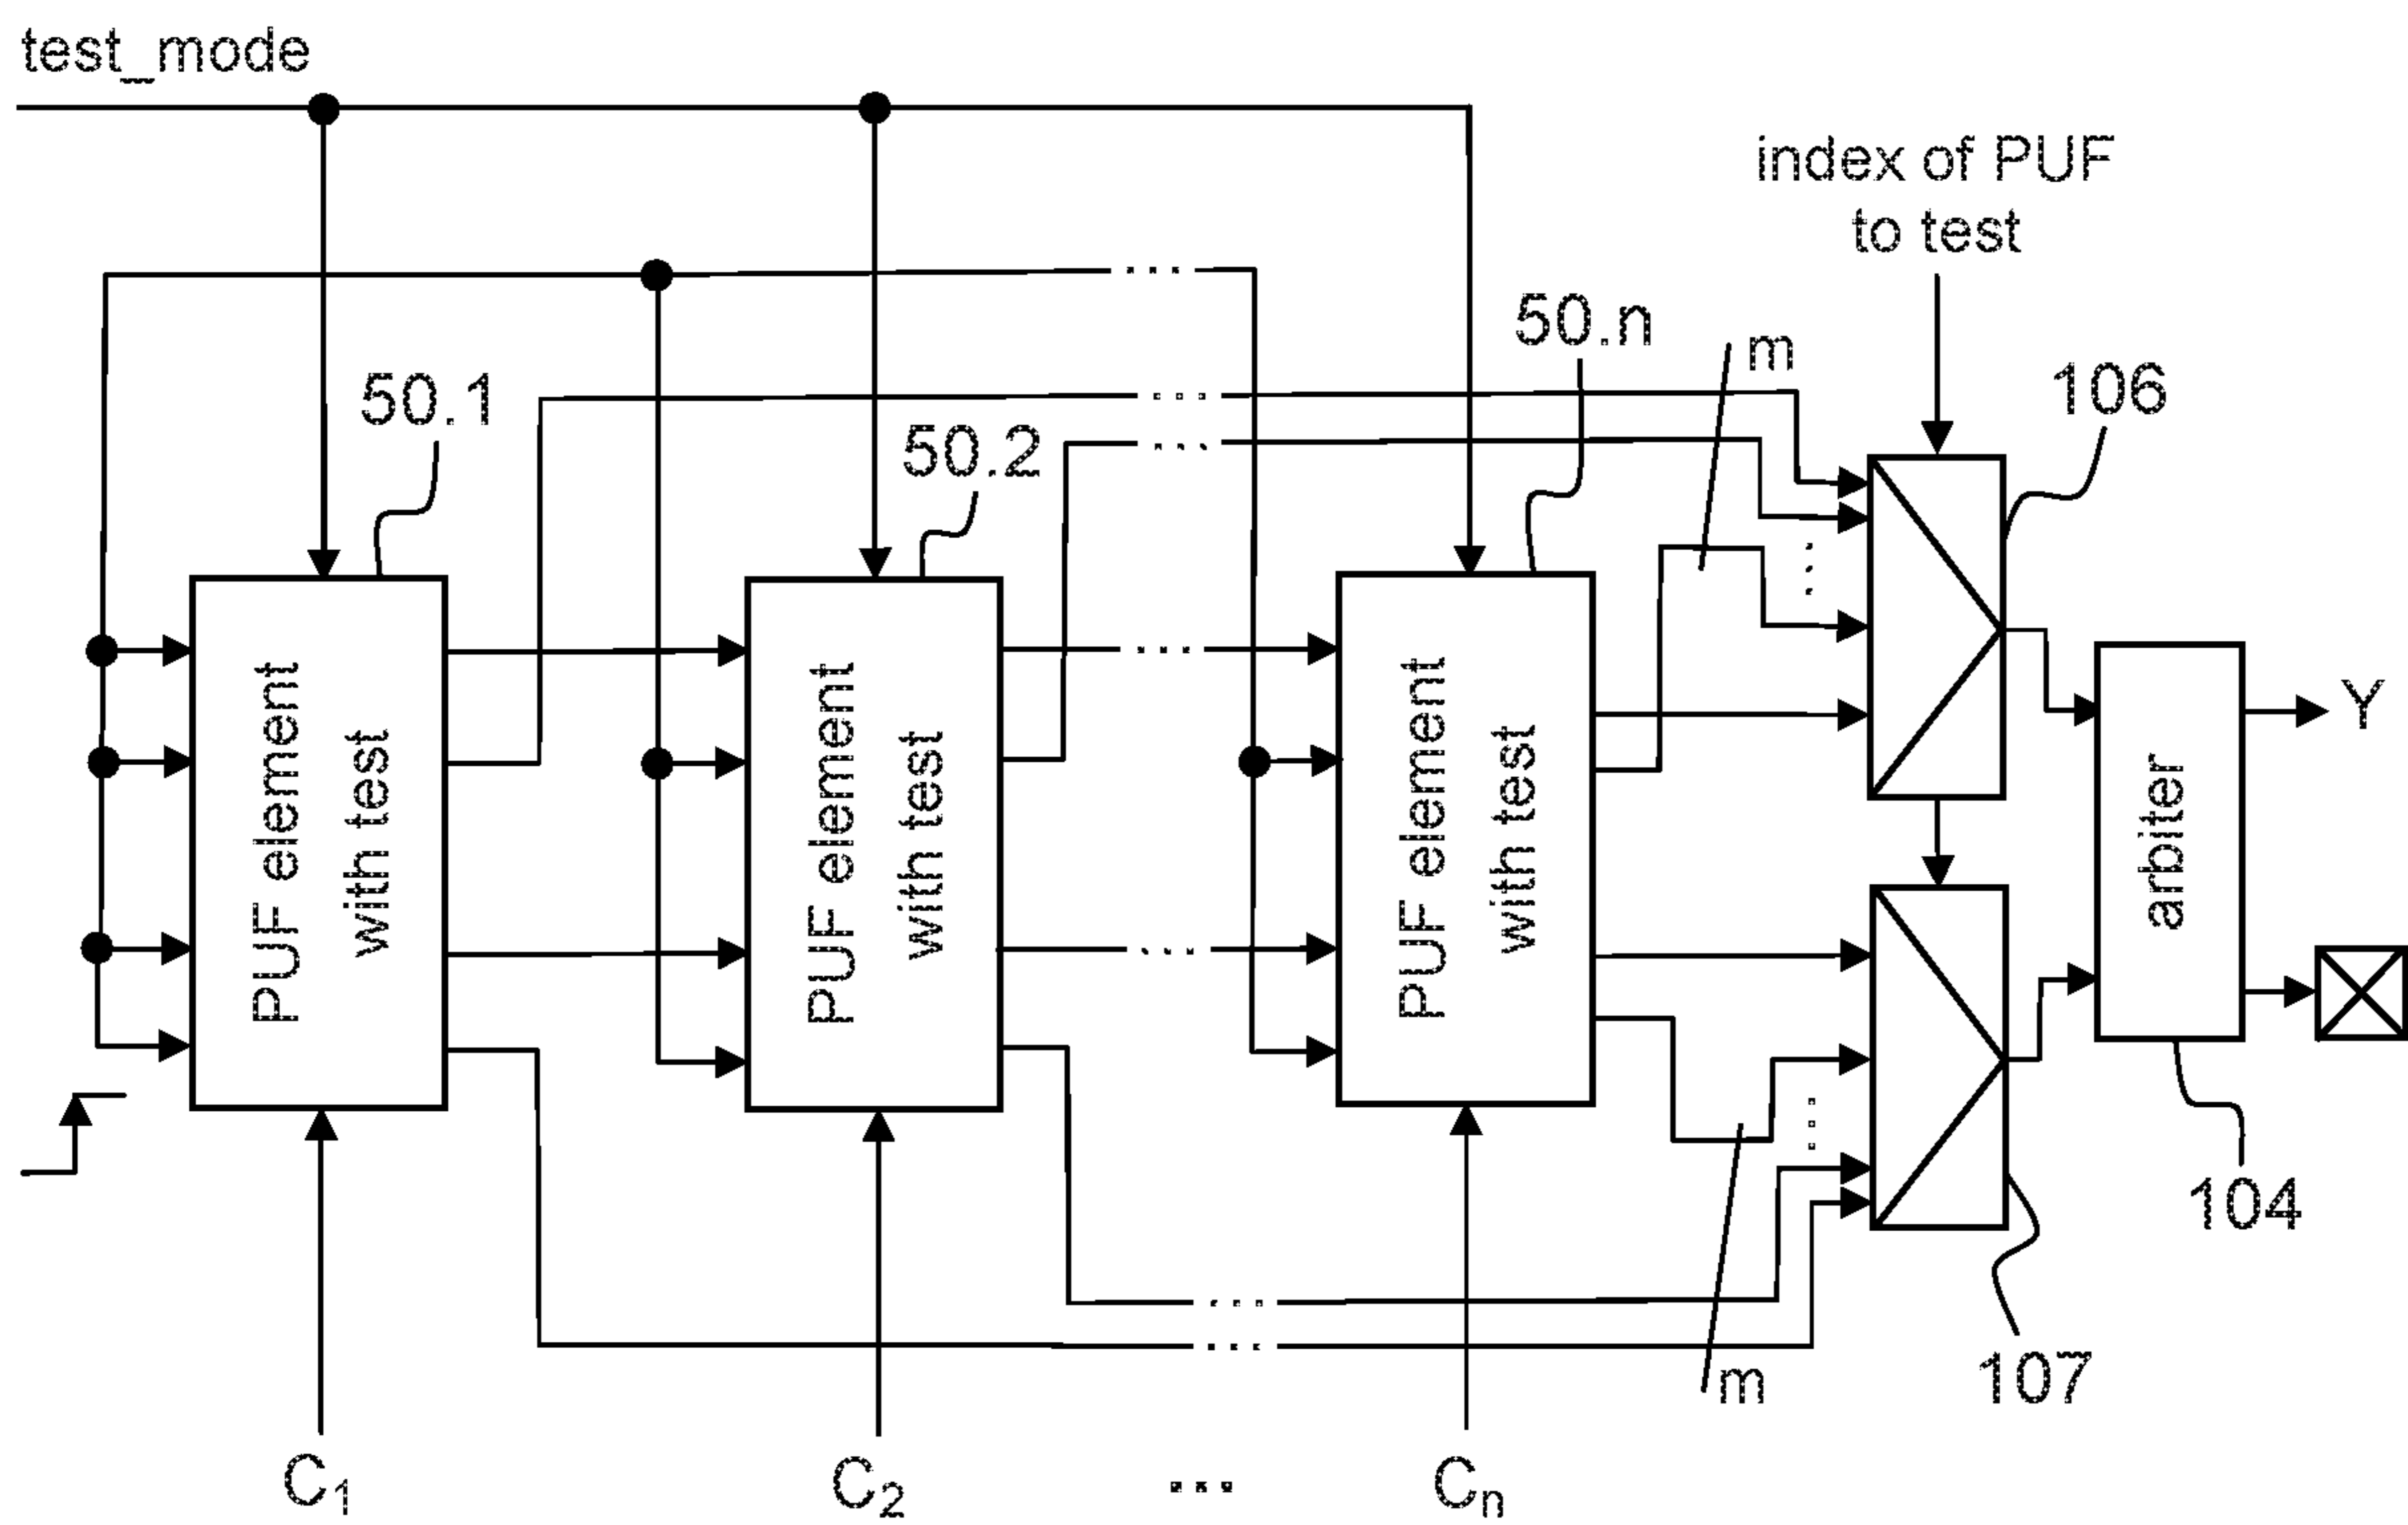 test_mode
index of PUF
to test
50.n
m
50.1
106
50.2
PUF element
with test
PUF element
with test
PUF element
with test
arbiter
Y
104
107
m
C1
C2
...
Cn